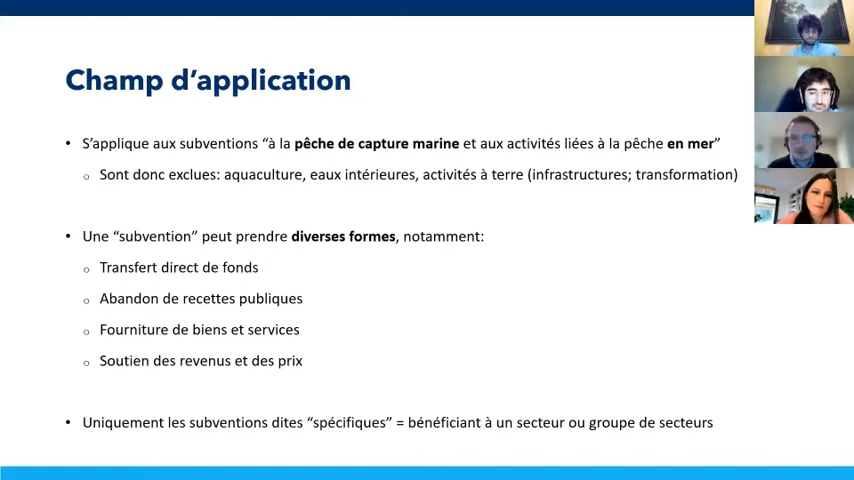 Champ d’application
• S’applique aux subventions “à la pêche de capture marine et aux activités liées à la pêche en mer”
o Sont donc exclues: aquaculture, eaux intérieures, activités à terre (infrastructures; transformation)
• Une “subvention” peut prendre diverses formes, notamment:
o Transfert direct de fonds
o Abandon de recettes publiques
o Fourniture de biens et services
o Soutien des revenus et des prix
• Uniquement les subventions dites “spécifiques” = bénéficiant à un secteur ou groupe de secteurs